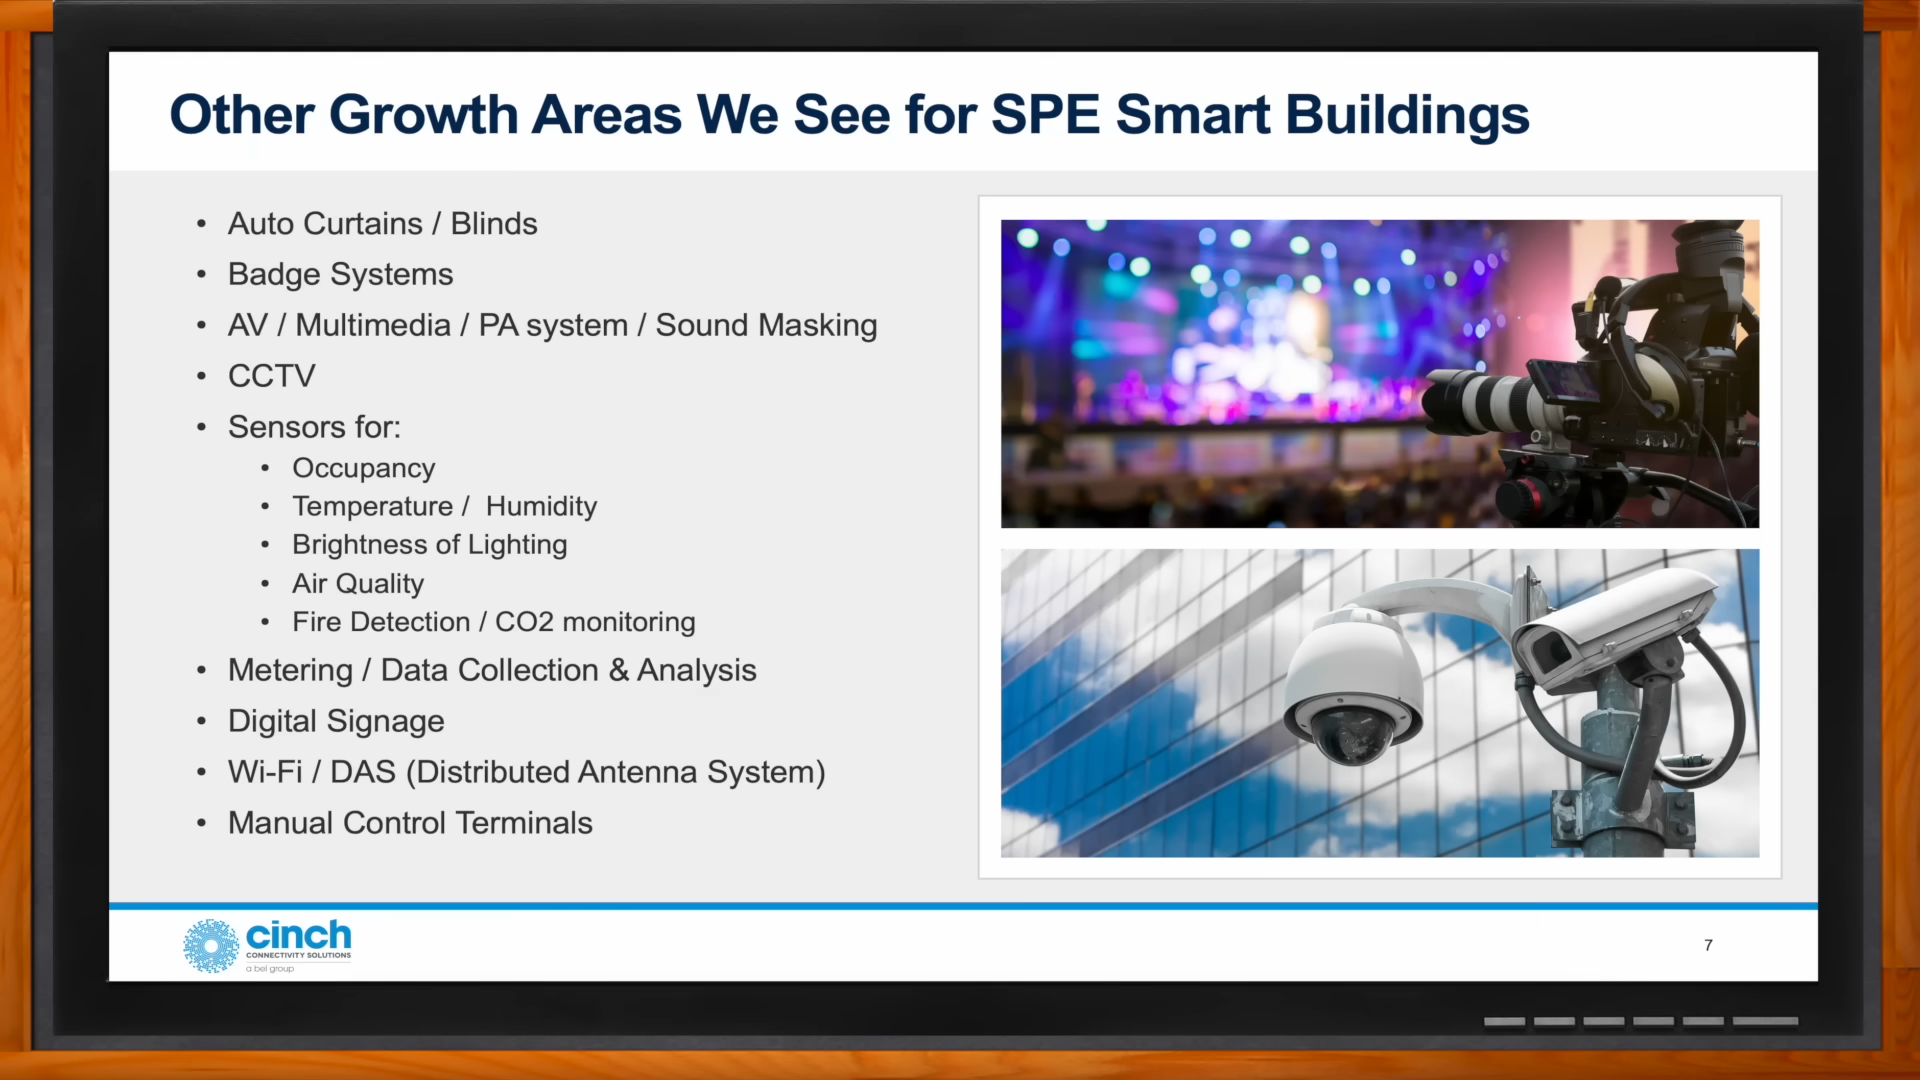 Other Growth Areas We See for SPE Smart Buildings
• Auto Curtains / Blinds
• Badge Systems
• AV / Multimedia / PA system / Sound Masking
• CCTV
• Sensors for:
• Occupancy
• Temperature / Humidity
• Brightness of Lighting
• Air Quality
• Fire Detection / CO2 monitoring
• Metering / Data Collection & Analysis
• Digital Signage
• Wi-Fi / DAS (Distributed Antenna System)
• Manual Control Terminals
cinch
CONNECTIVITY SOLUTIONS
a bel group
7